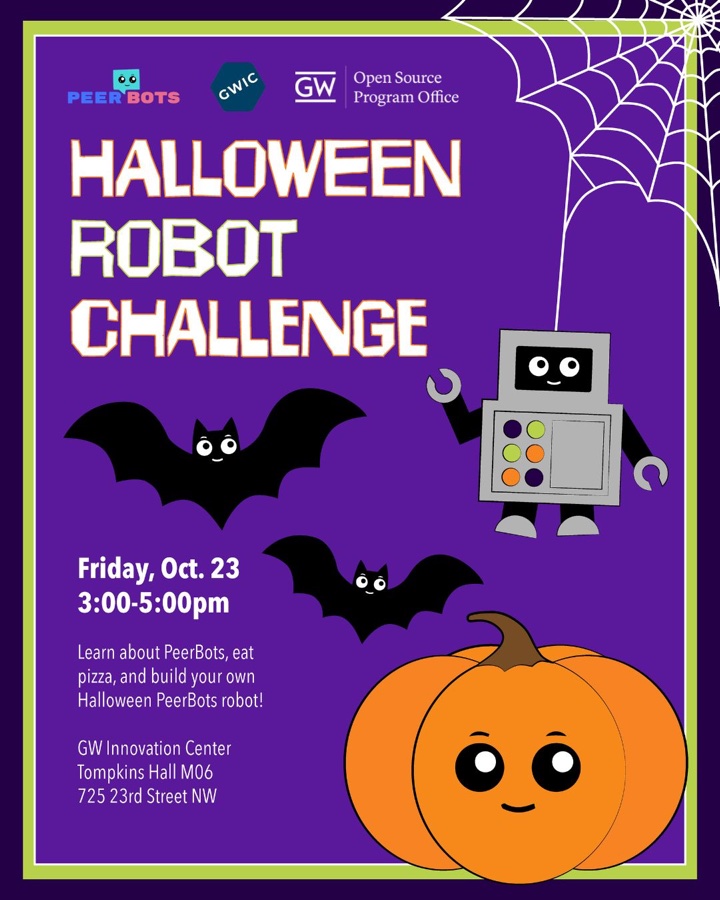 PEERBOTS
GWIC
GW
Open Source
Program Office
HALLOWEEN
ROBOT
CHALLENGE
Friday, Oct. 23
3:00-5:00pm
Learn about PeerBots, eat
pizza, and build your own
Halloween PeerBots robot!
GW Innovation Center
Tompkins Hall M06
725 23rd Street NW